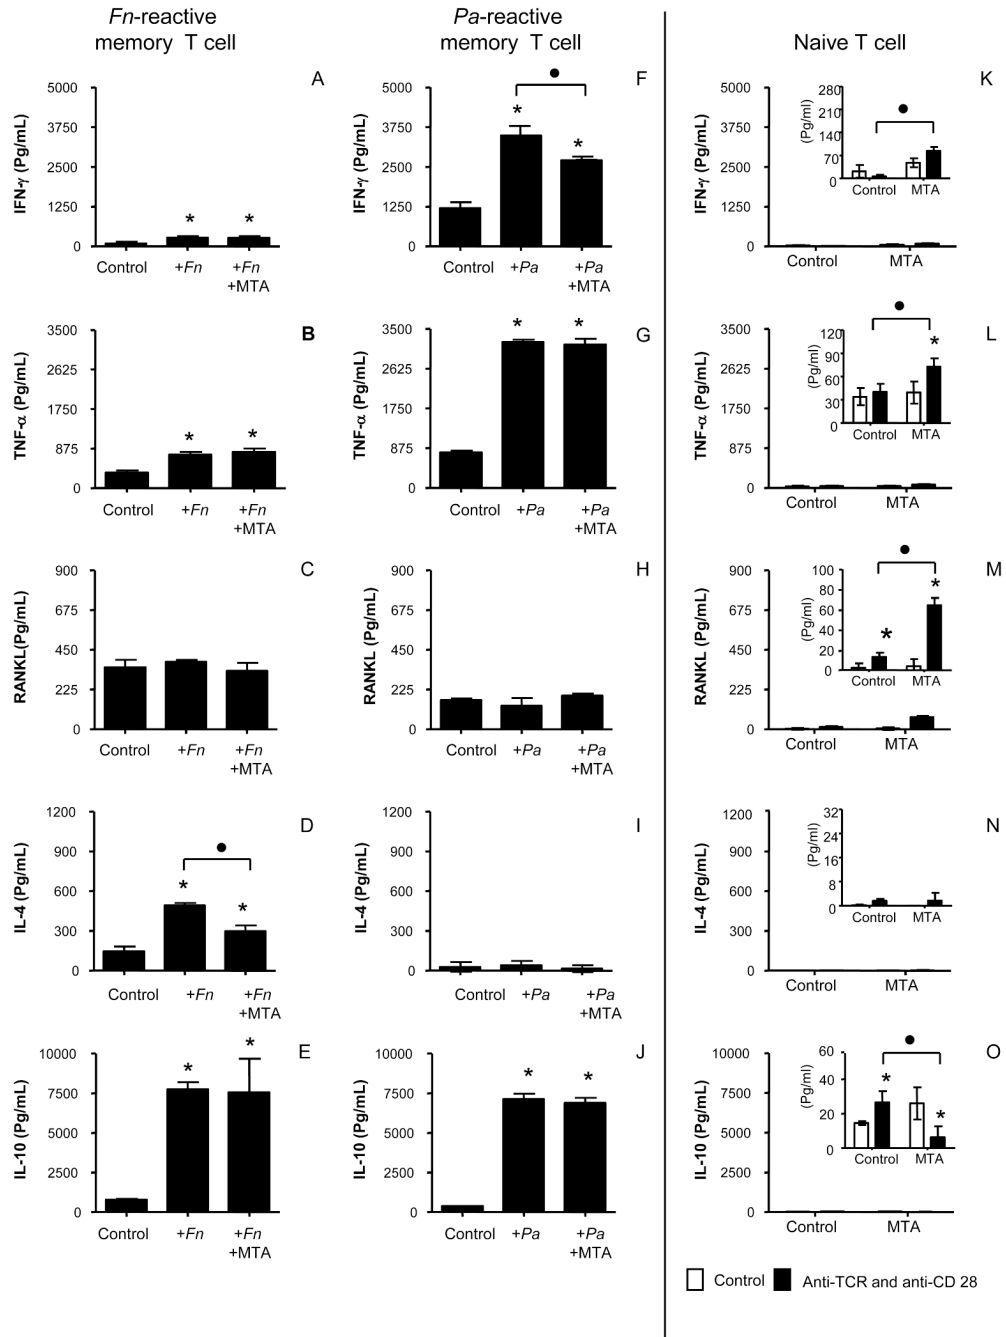 Fn-reactive
memory T cell
Pa-reactive
memory T cell
Naive T cell
A
IFN-γ (Pg/mL)
5000
3750
2500
1250
0
*
*
Control
+Fn
+Fn
+MTA
F
IFN-γ (Pg/mL)
5000
3750
2500
1250
0
●
*
*
Control
+Pa
+Pa
+MTA
K
IFN-γ (Pg/mL)
5000
3750
2500
1250
0
(Pg/ml)
280
210
140
70
0
●
Control
MTA
Control
MTA
B
TNF-α (Pg/mL)
3500
2625
1750
875
0
*
*
Control
+Fn
+Fn
+MTA
G
TNF-α (Pg/mL)
3500
2625
1750
875
0
*
*
Control
+Pa
+Pa
+MTA
L
TNF-α (Pg/mL)
3500
2625
1750
875
0
(Pg/ml)
120
90
60
30
0
●
*
Control
MTA
Control
MTA
C
RANKL(Pg/mL)
900
675
450
225
0
Control
+Fn
+Fn
+MTA
H
RANKL (Pg/mL)
900
675
450
225
0
Control
+Pa
+Pa
+MTA
M
RANKL (Pg/mL)
900
675
450
225
0
(Pg/ml)
100
80
60
40
20
0
●
*
*
Control
MTA
Control
MTA
D
IL-4 (Pg/mL)
1200
900
600
300
0
●
*
*
Control
+Fn
+Fn
+MTA
I
IL-4 (Pg/mL)
1200
900
600
300
0
Control
+Pa
+Pa
+MTA
N
IL-4 (Pg/mL)
1200
900
600
300
0
(Pg/ml)
32
24
16
8
0
Control
MTA
Control
MTA
E
IL-10 (Pg/mL)
10000
7500
5000
2500
0
*
*
Control
+Fn
+Fn
+MTA
J
IL-10 (Pg/mL)
10000
7500
5000
2500
0
*
*
Control
+Pa
+Pa
+MTA
O
IL-10 (Pg/mL)
10000
7500
5000
2500
0
(Pg/ml)
60
40
20
0
●
*
*
Control
MTA
Control
MTA
Control
Anti-TCR and anti-CD 28